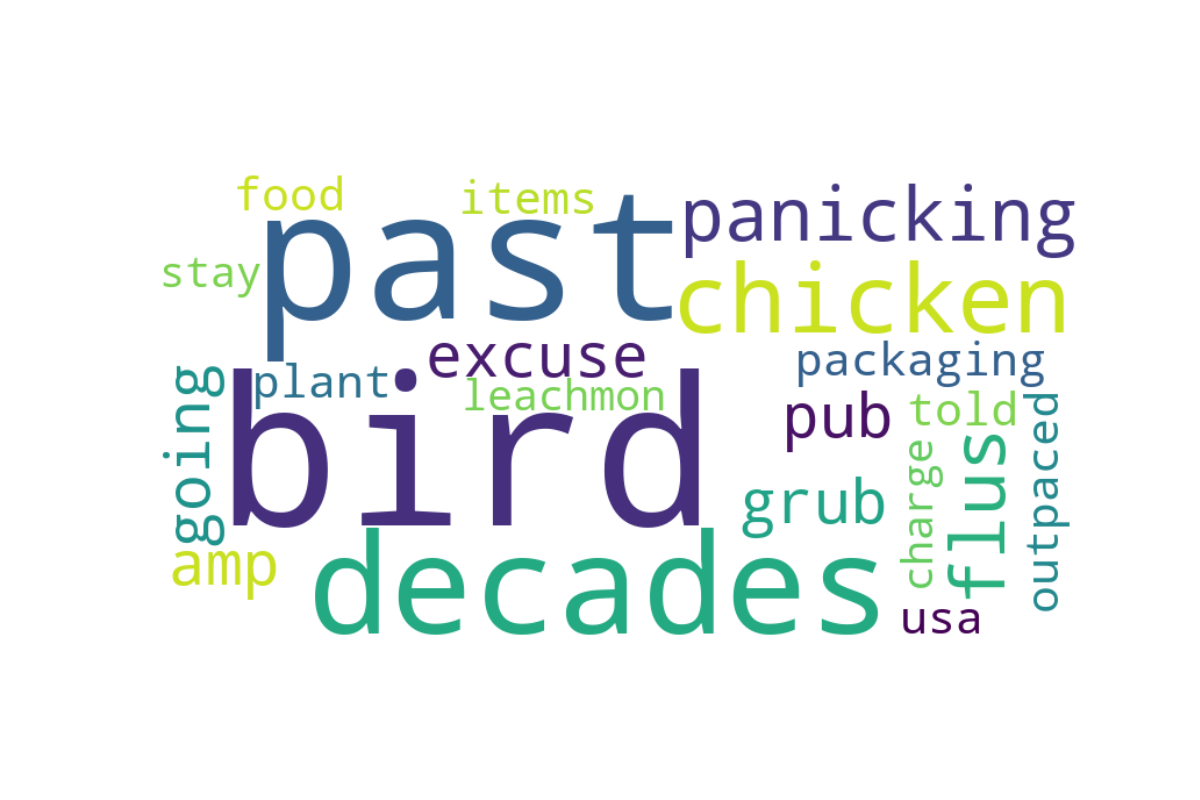 food
items
past
panicking
stay
chicken
excuse
packaging
plant
leachmon
going
bird
pub
told
outpaced
charge
flus
grub
amp
decades
usa